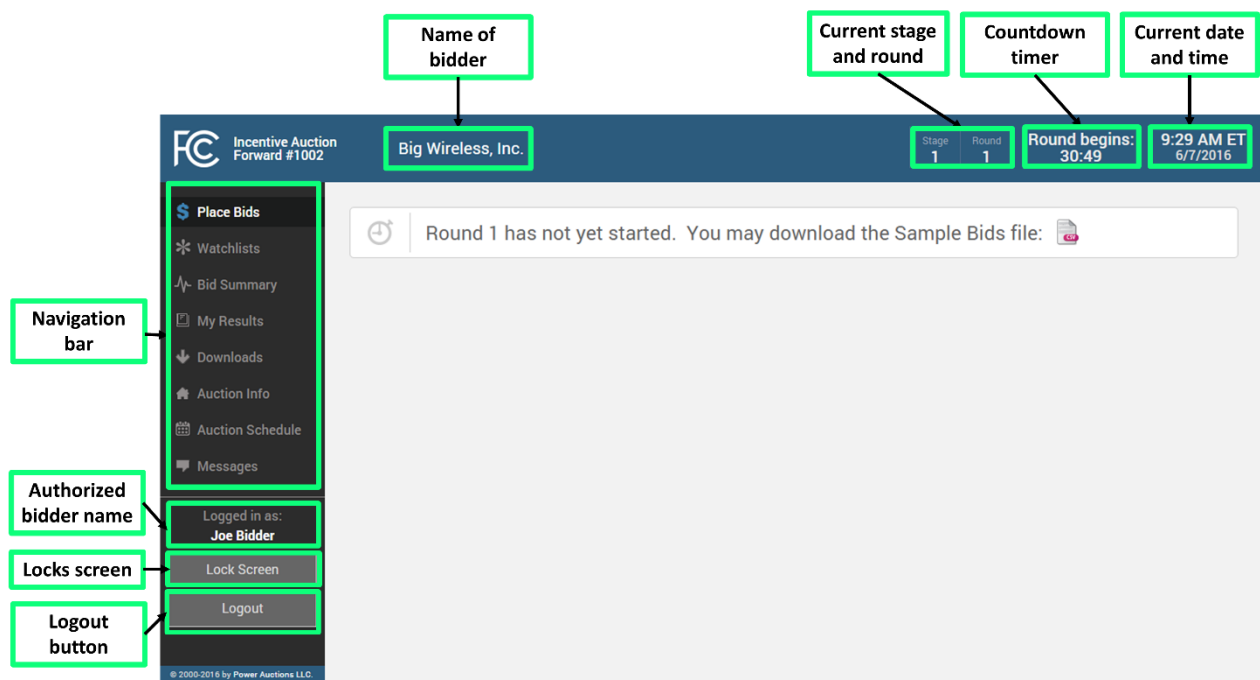 Name of
bidder
Current stage
and round
Countdown
timer
Current date
and time
FCC
Incentive Auction
Forward #1002
Big Wireless, Inc.
Stage
1
Round
1
Round begins:
30:49
9:29 AM ET
6/7/2016
$ Place Bids
Watchlists
Bid Summary
My Results
Downloads
Auction Info
Auction Schedule
Messages
Round 1 has not yet started. You may download the Sample Bids file:
CSV
Navigation
bar
Authorized
bidder name
Logged in as:
Joe Bidder
Locks screen
Lock Screen
Logout
button
Logout
© 2000-2016 by Power Auctions LLC.